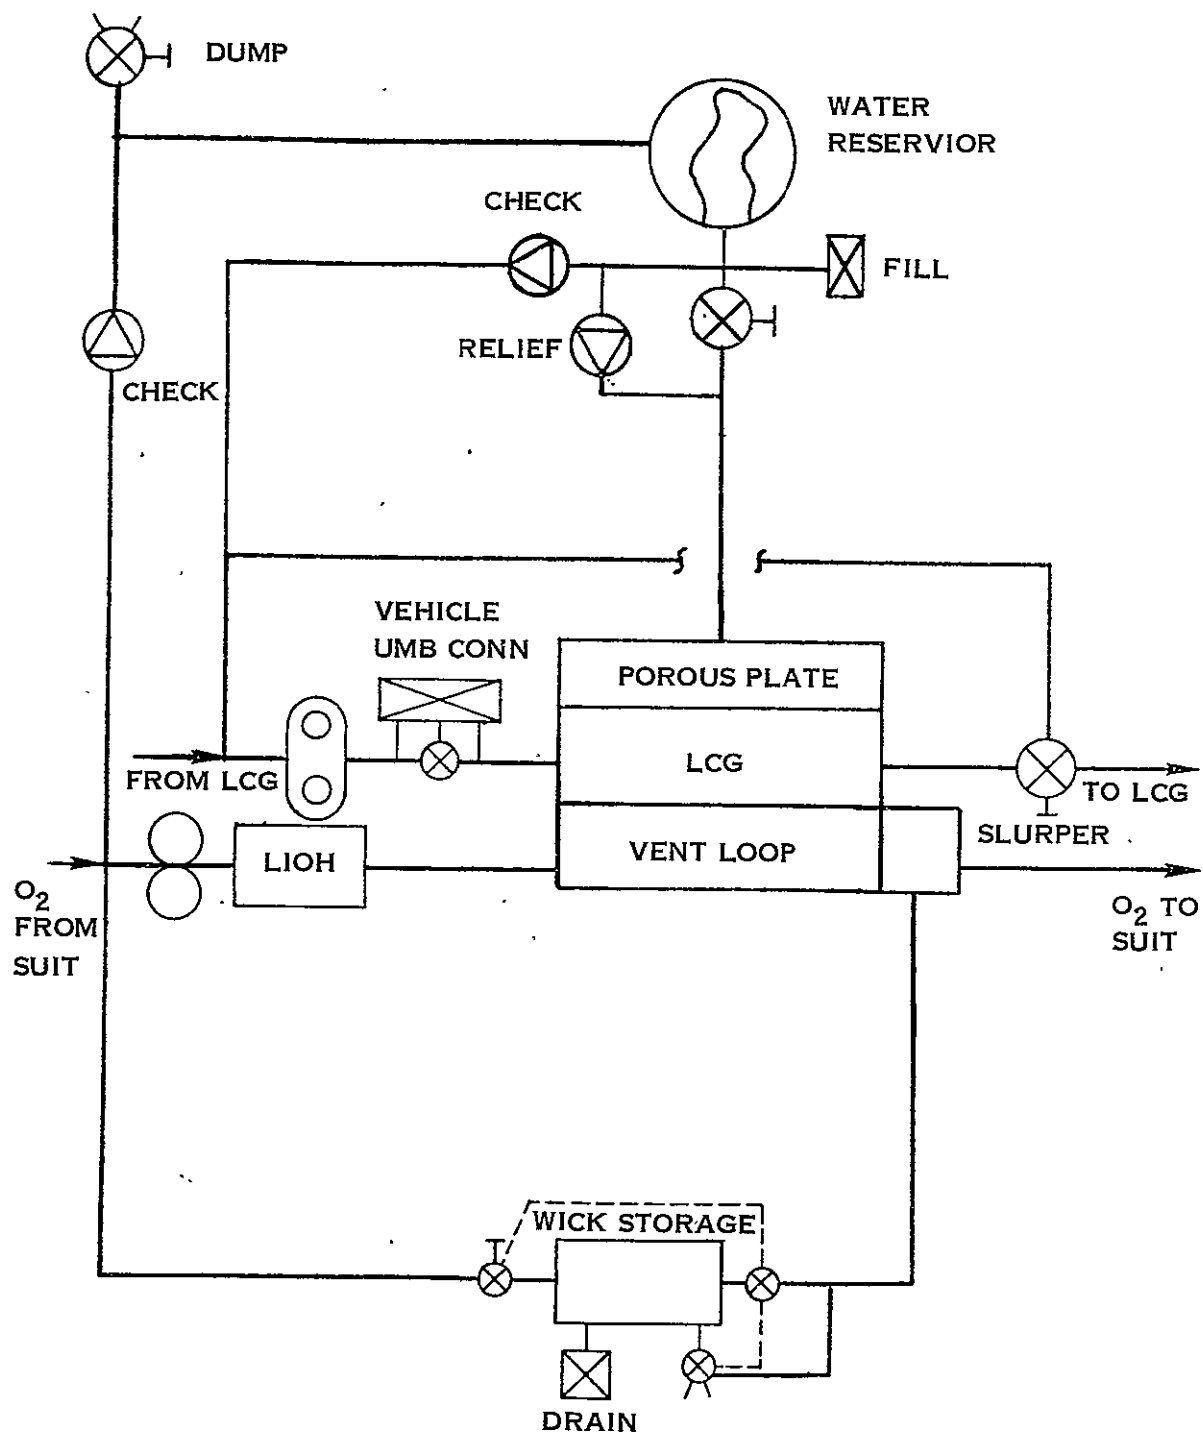 DUMP
WATER
RESERVIOR
CHECK
FILL
RELIEF
CHECK
VEHICLE
UMB CONN
POROUS PLATE
FROM LCG
LCG
TO LCG
SLURPER
LIOH
VENT LOOP
O2
FROM
SUIT
O2 TO
SUIT
WICK STORAGE
DRAIN